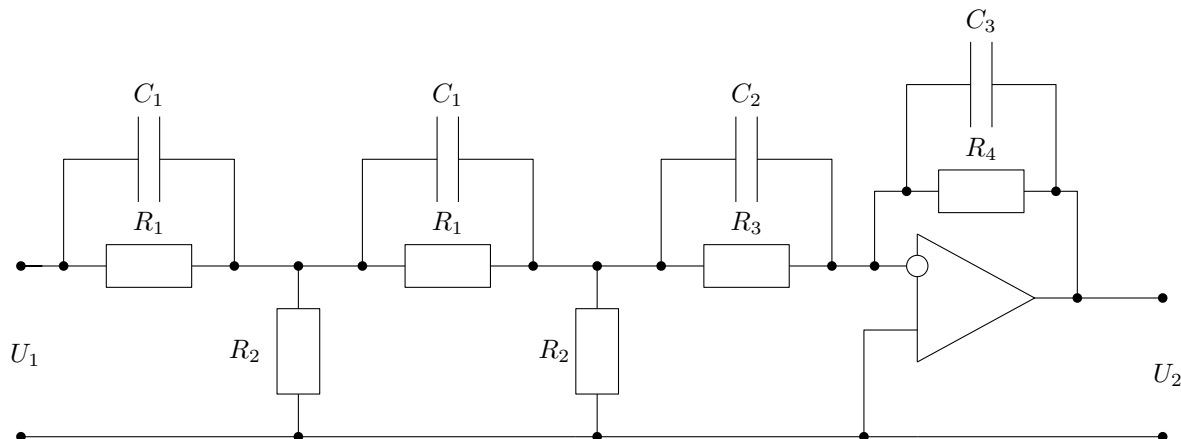 C₃
C₁
C₁
C₂
R₄
R₁
R₁
R₃
R₂
R₂
U₁
U₂